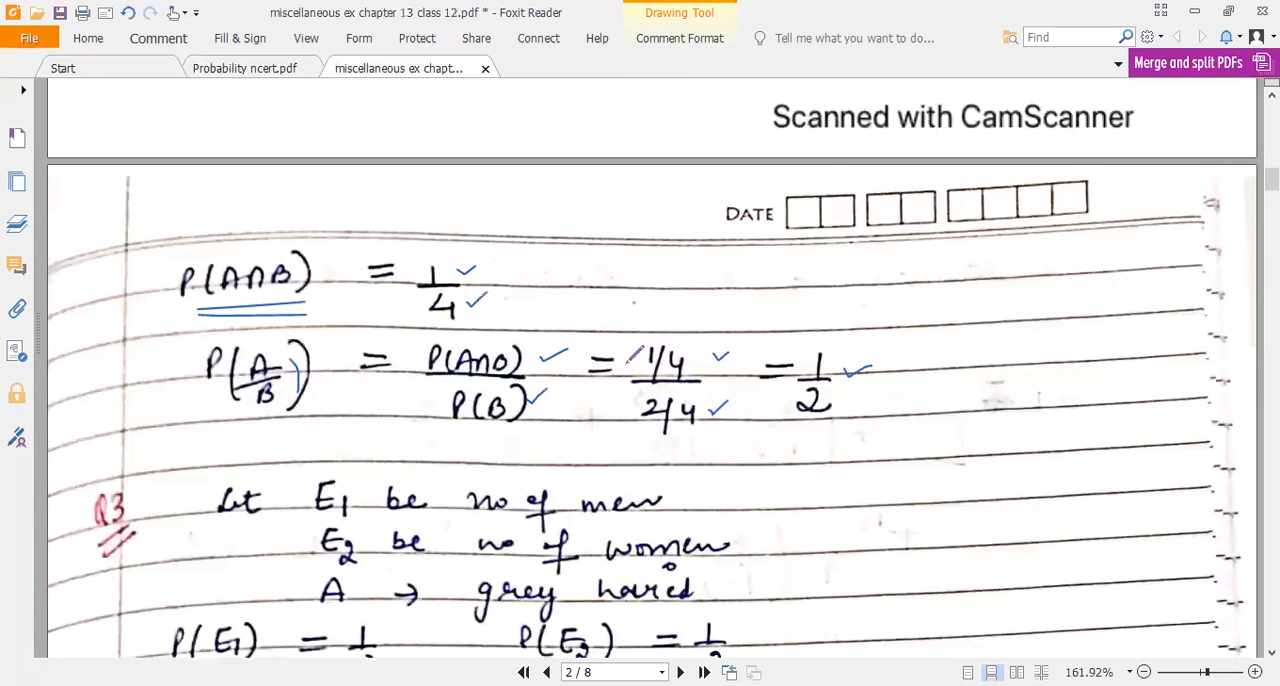 miscellaneous ex chapter 13 class 12.pdf * - Foxit Reader
Drawing Tool
File Home Comment Fill & Sign View Form Protect Share Connect Help Comment Format Tell me what you want to do... Find
Start Probability ncert.pdf miscellaneous ex chapt... Merge and split PDFs
Scanned with CamScanner
DATE
P(A∩B) = 1/4
P(A/B) = P(A∩B)/P(B) = (1/4)/(2/4) = 1/2
Q3 Let E1 be no of men
E2 be no of women
A → grey haired
P(E1) = P(E2) =
2 / 8 161.92%